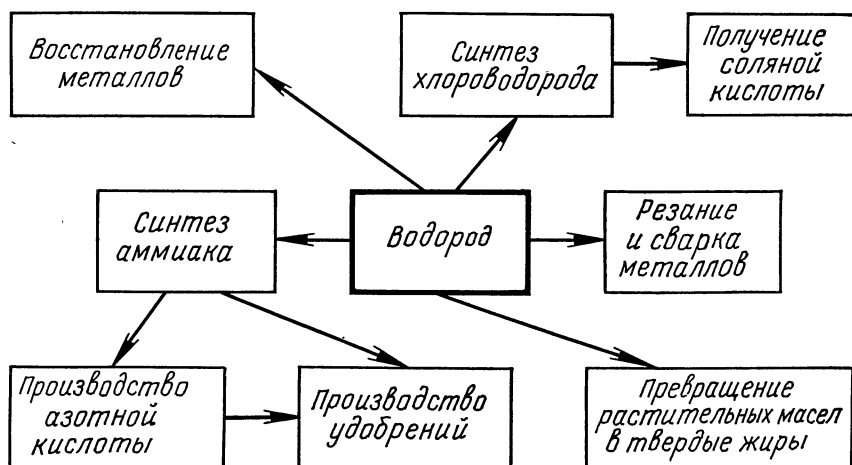 Восстановление
металлов
Синтез
хлороводорода
Получение
соляной
кислоты
Синтез
аммиака
Водород
Резание
и сварка
металлов
Производство
азотной
кислоты
Производство
удобрений
Превращение
растительных масел
в твердые жиры